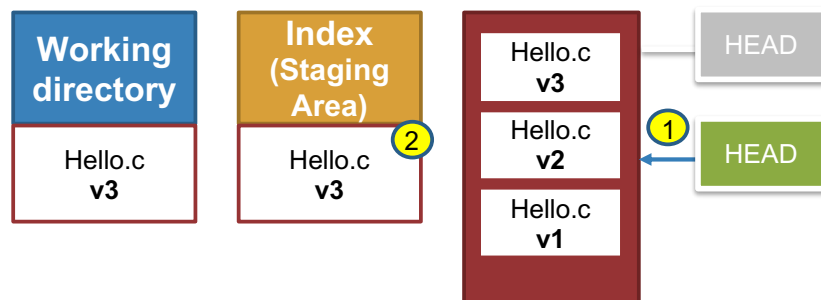 Working
directory
Hello.c
v3
Index
(Staging
Area)
2
Hello.c
v3
Hello.c
v3
Hello.c
v2
Hello.c
v1
HEAD
1
HEAD